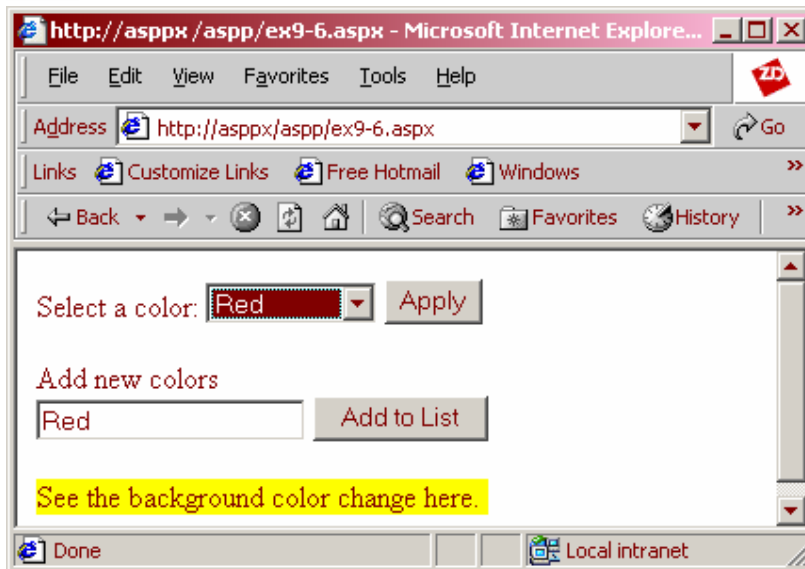 http://asppx /aspp/ex9-6.aspx - Microsoft Internet Explore...
File Edit View Favorites Tools Help
ZD
Address http://asppx/aspp/ex9-6.aspx Go
Links Customize Links Free Hotmail Windows »
Back Search Favorites History »
Select a color: Red Apply
Add new colors
Red Add to List
See the background color change here.
Done Local intranet